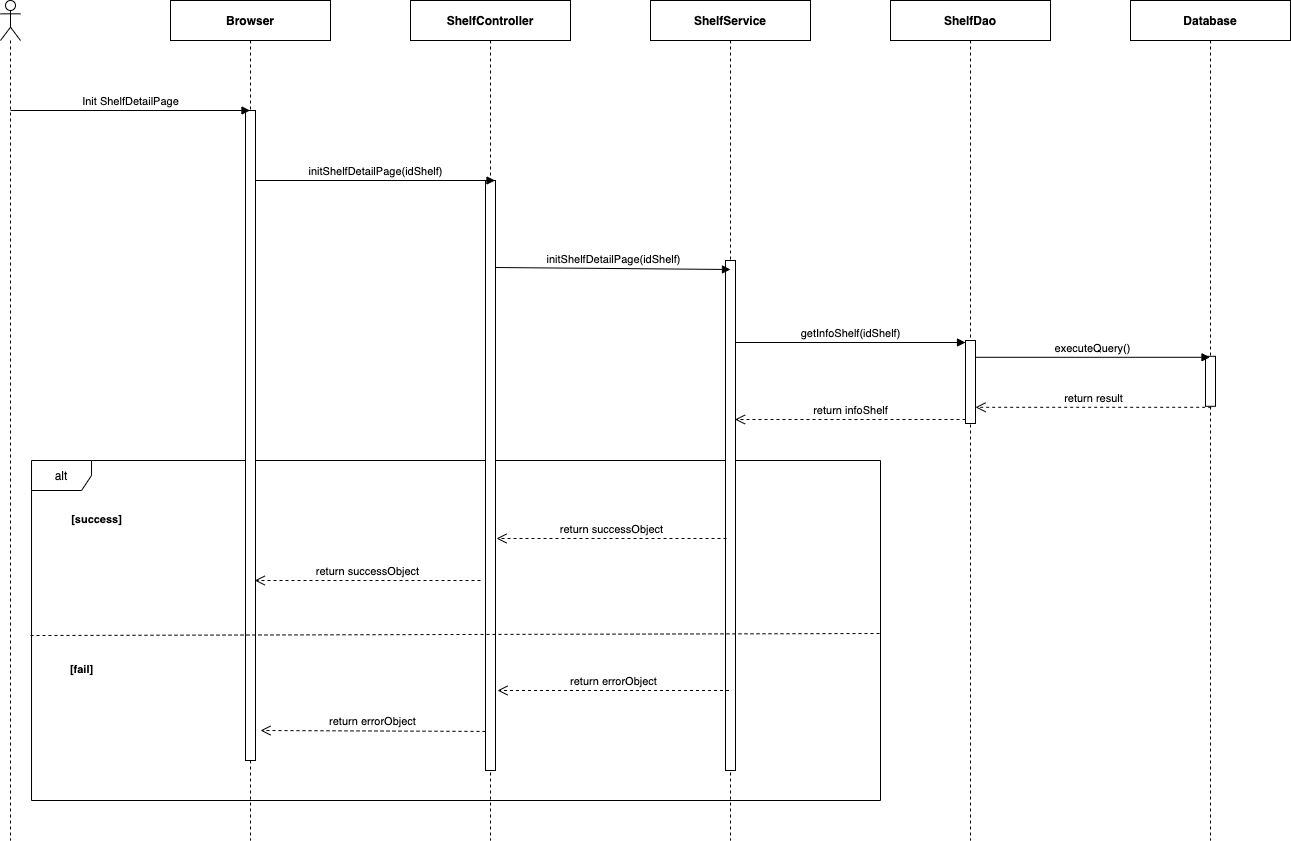 Browser
ShelfController
ShelfService
ShelfDao
Database
Init ShelfDetailPage
initShelfDetailPage(idShelf)
initShelfDetailPage(idShelf)
getInfoShelf(idShelf)
executeQuery()
return result
return infoShelf
alt
[success]
return successObject
return successObject
[fail]
return errorObject
return errorObject